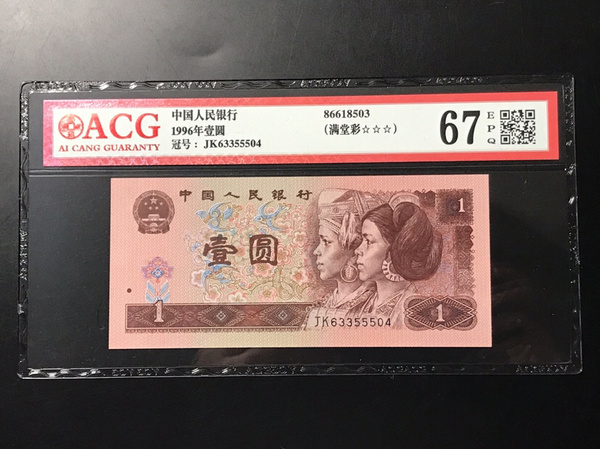 ACG
AI CANG GUARANTY
中国人民银行
1996年壹圆
冠号：JK63355504
86618503
（满堂彩☆☆☆）
67
EPQ
中国人民银行
壹圆
1
1
1
JK63355504